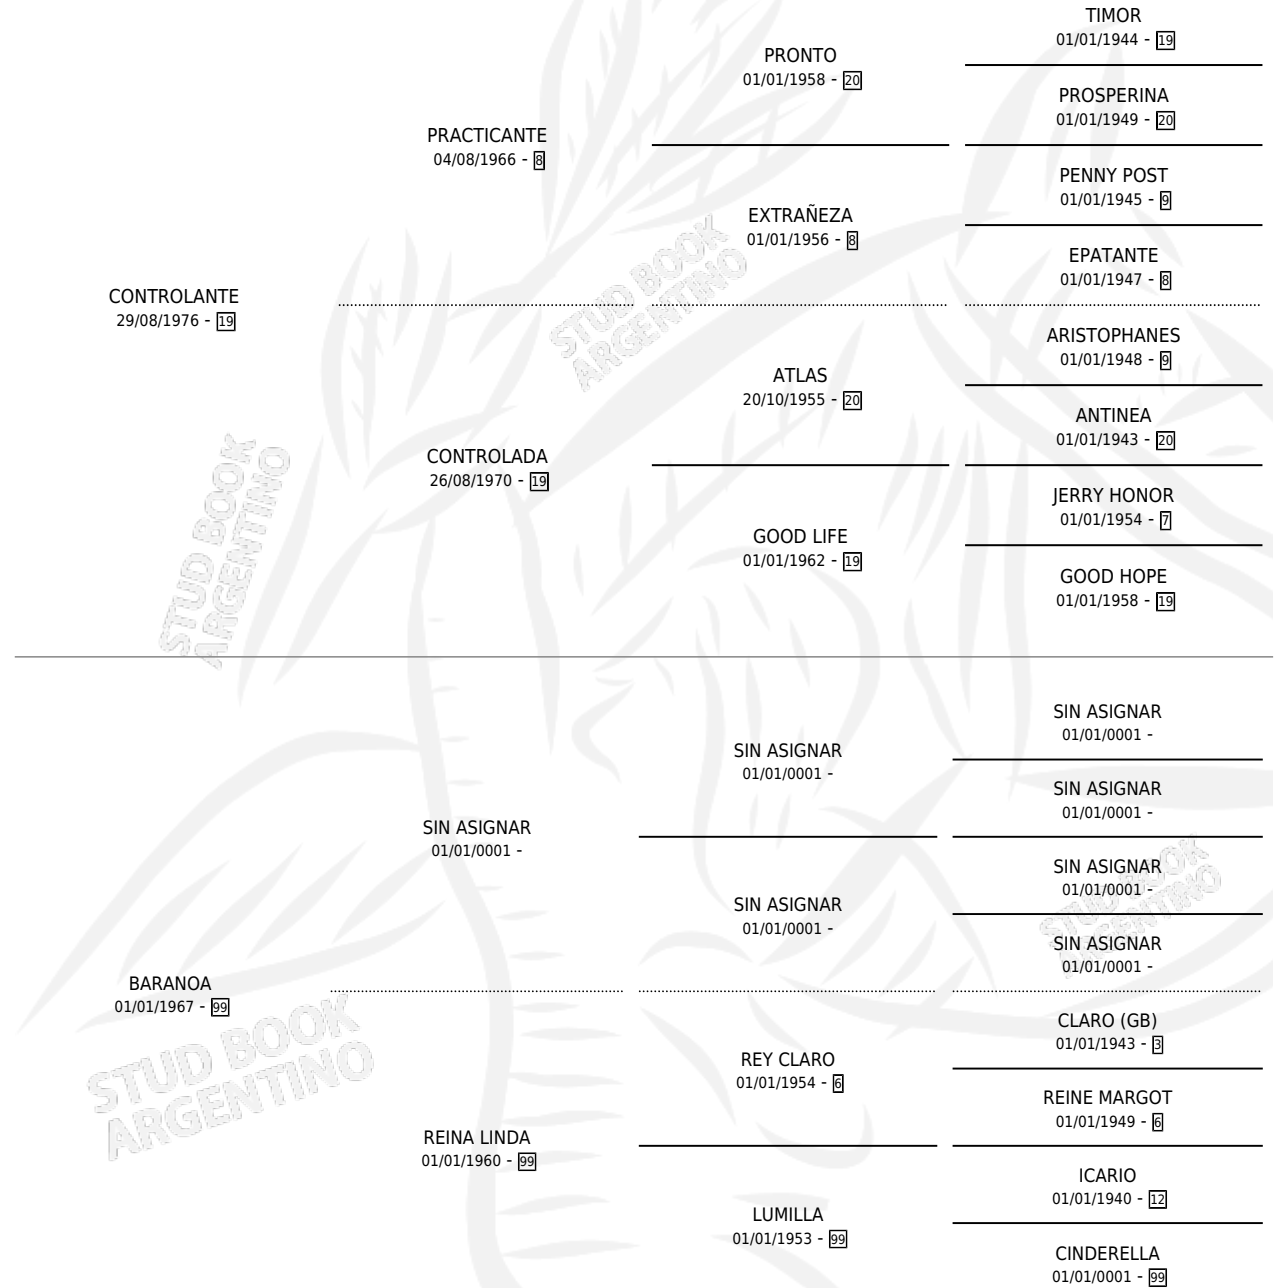 TIMOR
01/01/1944 - 19
PRONTO
01/01/1958 - 20
PROSPERINA
01/01/1949 - 20
PRACTICANTE
04/08/1966 - 8
PENNY POST
01/01/1945 - 9
EXTRAÑEZA
01/01/1956 - 8
EPATANTE
01/01/1947 - 8
CONTROLANTE
29/08/1976 - 19
ARISTOPHANES
01/01/1948 - 9
ATLAS
20/10/1955 - 20
ANTINEA
01/01/1943 - 20
CONTROLADA
26/08/1970 - 19
JERRY HONOR
01/01/1954 - 7
GOOD LIFE
01/01/1962 - 19
GOOD HOPE
01/01/1958 - 19
STUD BOOK
ARGENTINO
STUD BOOK
ARGENTINO
SIN ASIGNAR
01/01/0001 -
SIN ASIGNAR
01/01/0001 -
SIN ASIGNAR
01/01/0001 -
SIN ASIGNAR
01/01/0001 -
SIN ASIGNAR
01/01/0001 -
SIN ASIGNAR
01/01/0001 -
SIN ASIGNAR
01/01/0001 -
STUD BOOK
ARGENTINO
BARANOA
01/01/1967 - 99
CLARO (GB)
01/01/1943 - 3
REY CLARO
01/01/1954 - 6
REINE MARGOT
01/01/1949 - 6
REINA LINDA
01/01/1960 - 99
ICARIO
01/01/1940 - 12
LUMILLA
01/01/1953 - 99
CINDERELLA
01/01/0001 - 99
STUD BOOK
ARGENTINO